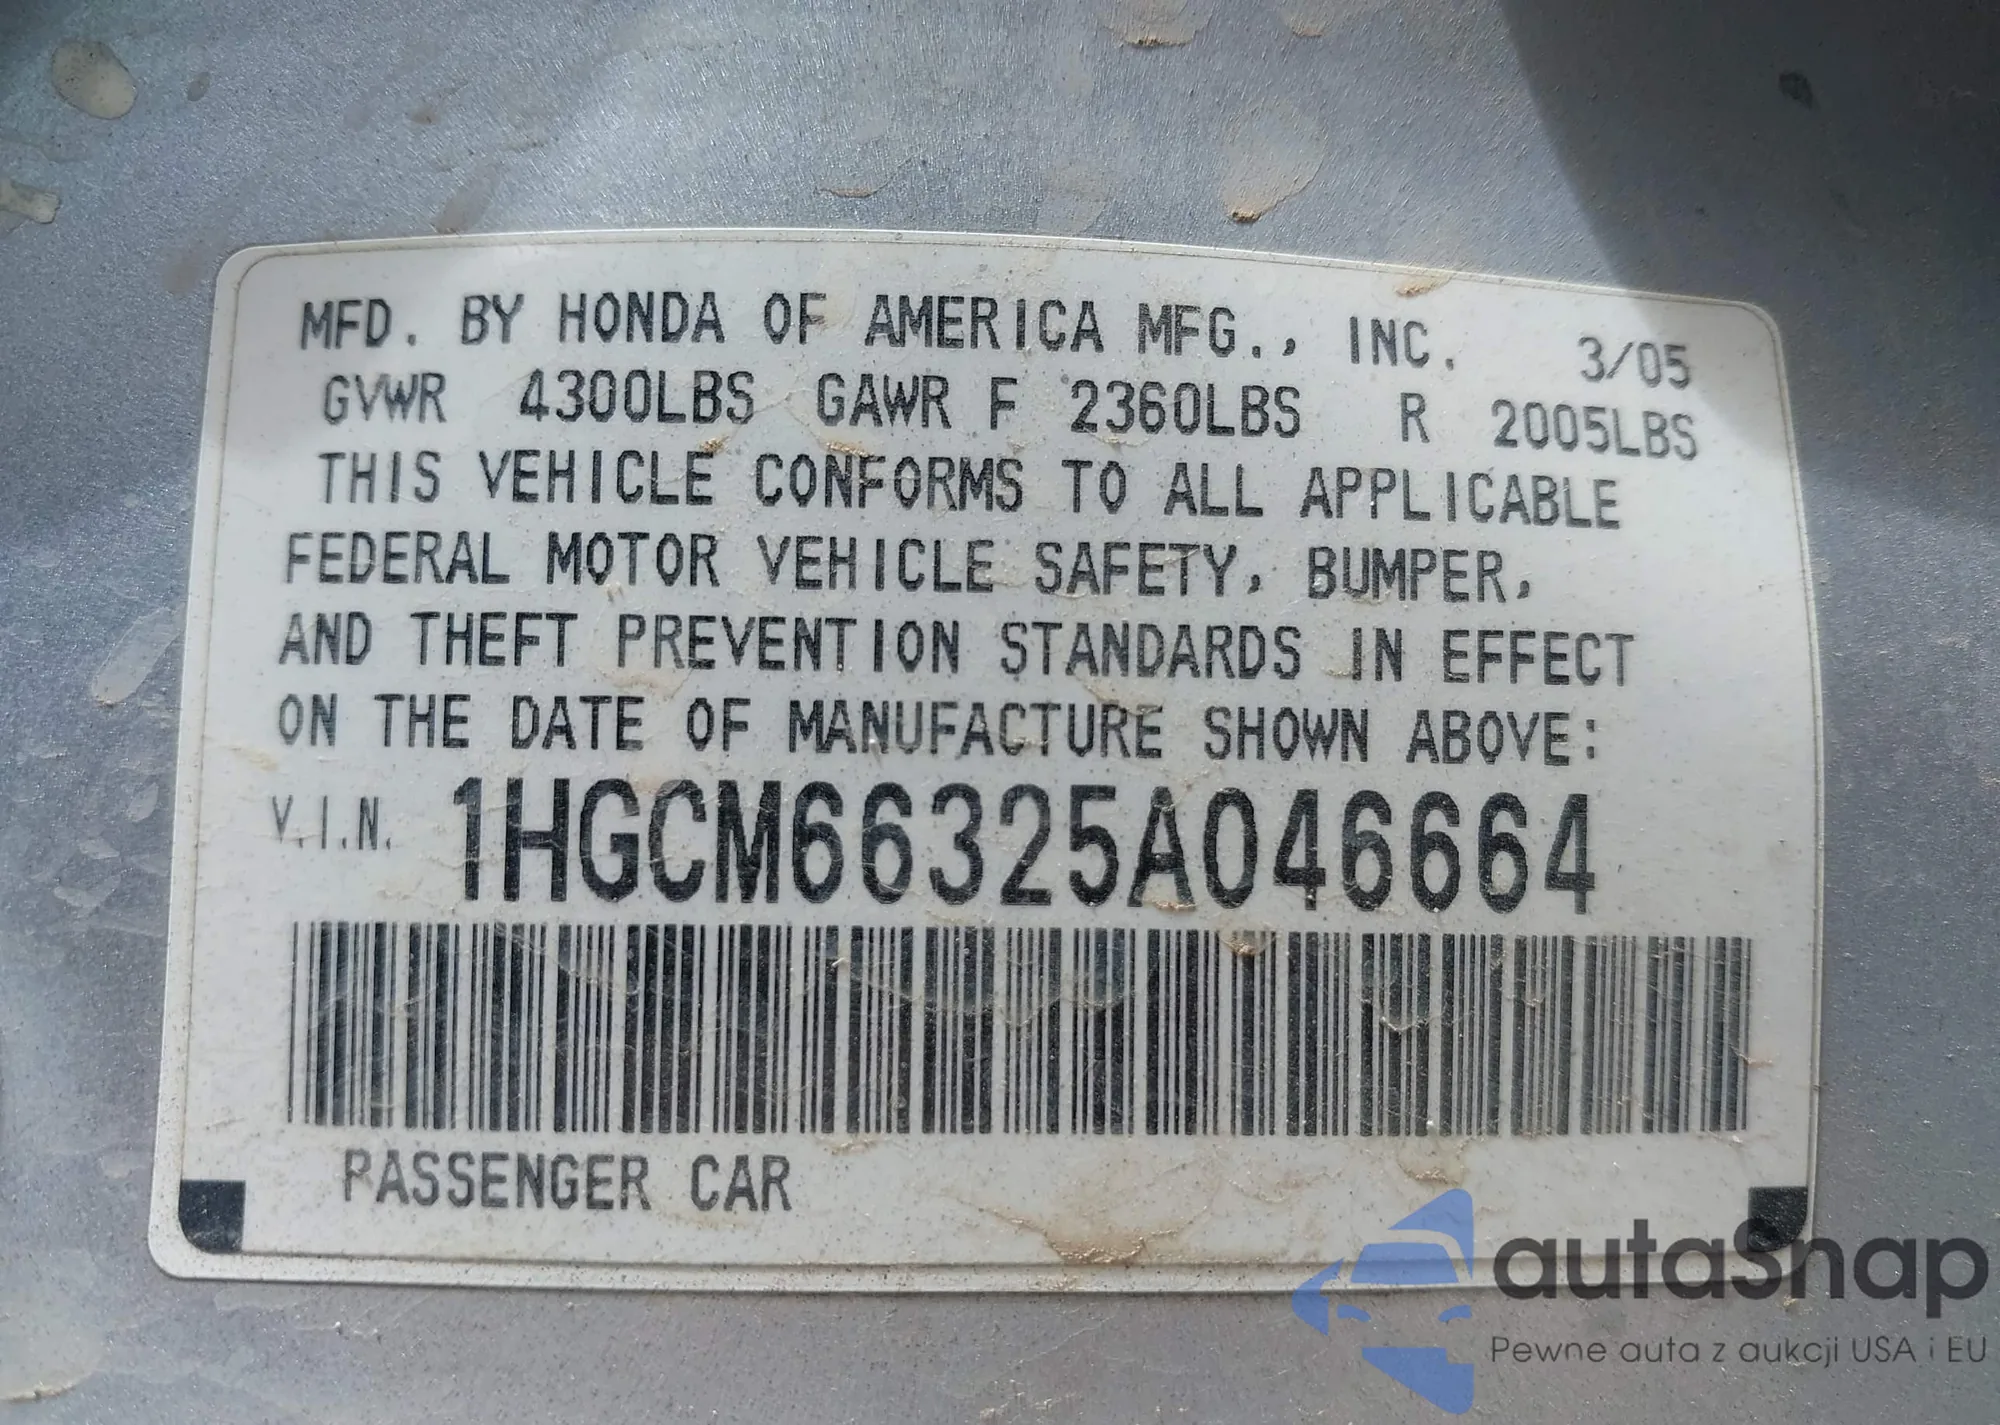 MFD. BY HONDA OF AMERICA MFG., INC. 3/05
GVWR 4300LBS GAWR F 2360LBS R 2005LBS
THIS VEHICLE CONFORMS TO ALL APPLICABLE
FEDERAL MOTOR VEHICLE SAFETY, BUMPER,
AND THEFT PREVENTION STANDARDS IN EFFECT
ON THE DATE OF MANUFACTURE SHOWN ABOVE:
V.I.N. 1HGCM66325A046664
PASSENGER CAR
autaSnap
Pewne auta z aukcji USA i EU